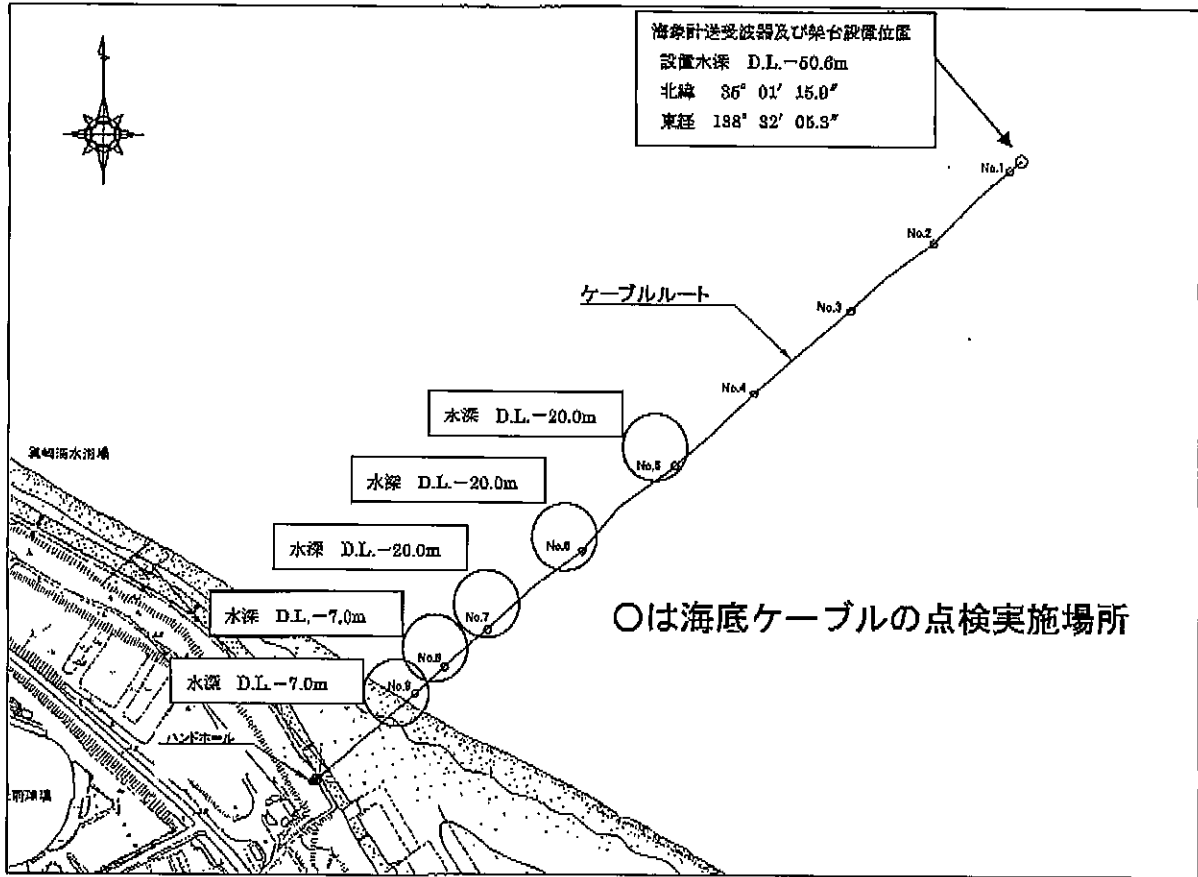 海象計送受波器及び架台設置位置
設置水深 D.L.-50.6m
北緯 35° 01′ 15.9″
東経 138° 32′ 05.3″
No.1
No.2
No.3
ケーブルルート
No.4
水深 D.L.-20.0m
No.5
水深 D.L.-20.0m
No.6
水深 D.L.-20.0m
No.7
水深 D.L.-7.0m
No.8
○は海底ケーブルの点検実施場所
水深 D.L.-7.0m
No.9
ハンドホール